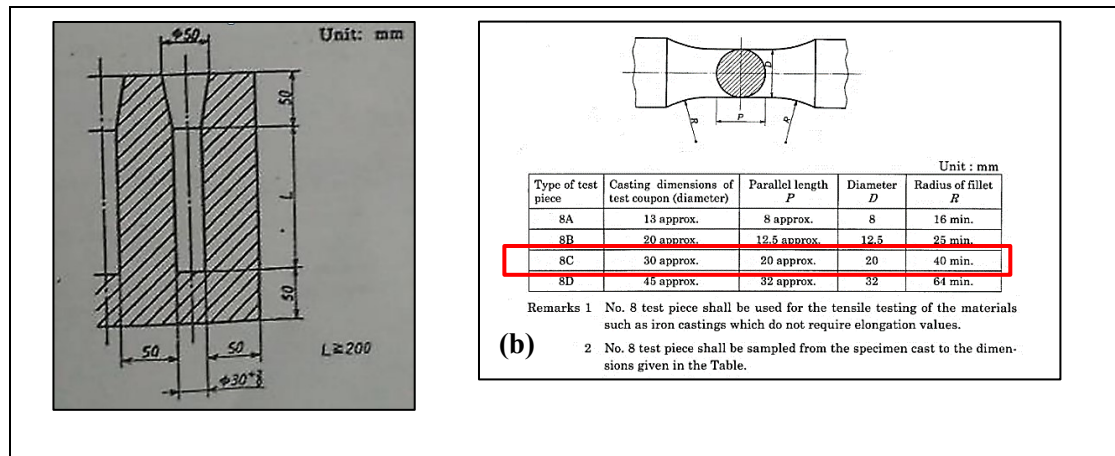 Φ50
Unit: mm
50
L
50
50
50
L≧200
Φ30+3/0
D
R
P
R
Unit : mm
Type of test piece Casting dimensions of test coupon (diameter) Parallel length P Diameter D Radius of fillet R
8A 13 approx. 8 approx. 8 16 min.
8B 20 approx. 12.5 approx. 12.5 25 min.
8C 30 approx. 20 approx. 20 40 min.
8D 45 approx. 32 approx. 32 64 min.
Remarks 1 No. 8 test piece shall be used for the tensile testing of the materials
such as iron castings which do not require elongation values.
(b)
2 No. 8 test piece shall be sampled from the specimen cast to the dimen-
sions given in the Table.